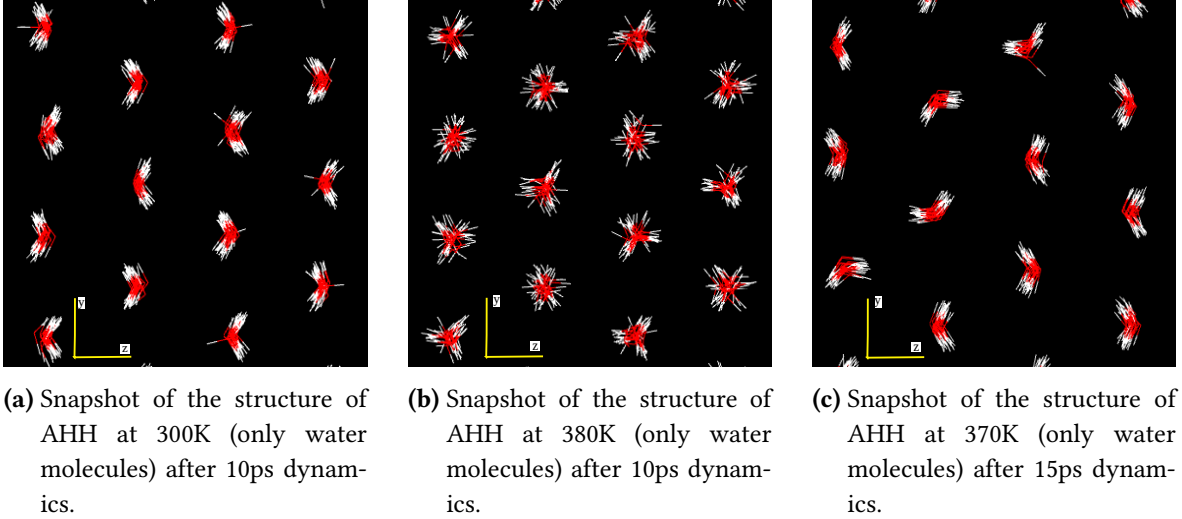 y
z
y
z
y
z
(a) Snapshot of the structure of
AHH at 300K (only water
molecules) after 10ps dynam-
ics.
(b) Snapshot of the structure of
AHH at 380K (only water
molecules) after 10ps dynam-
ics.
(c) Snapshot of the structure of
AHH at 370K (only water
molecules) after 15ps dynam-
ics.